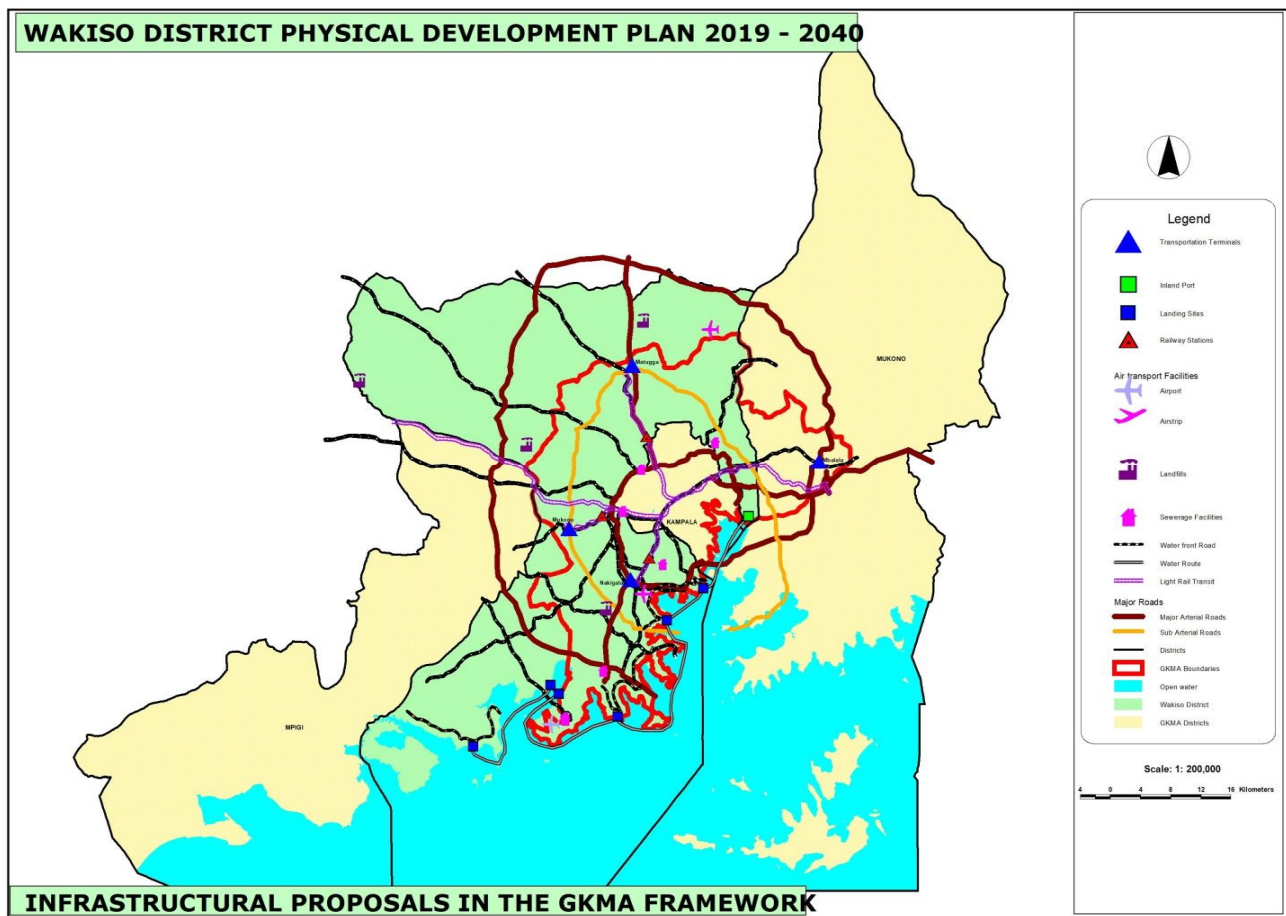 WAKISO DISTRICT PHYSICAL DEVELOPMENT PLAN 2019 - 2040
MUKONO
Matugga
Mbalala
KAMPALA
Nakigala
MPIGI
Legend
Transportation Terminals
Inland Port
Landing Sites
Railway Stations
Air transport Facilities
Airport
Airstrip
Landfills
Sewerage Facilities
Water front Road
Water Route
Light Rail Transit
Major Roads
Major Arterial Roads
Sub Arterial Roads
Districts
GKMA Boundaries
Open water
Wakiso District
GKMA Districts
Scale: 1: 200,000
4 0 4 8 12 16 Kilometers
INFRASTRUCTURAL PROPOSALS IN THE GKMA FRAMEWORK